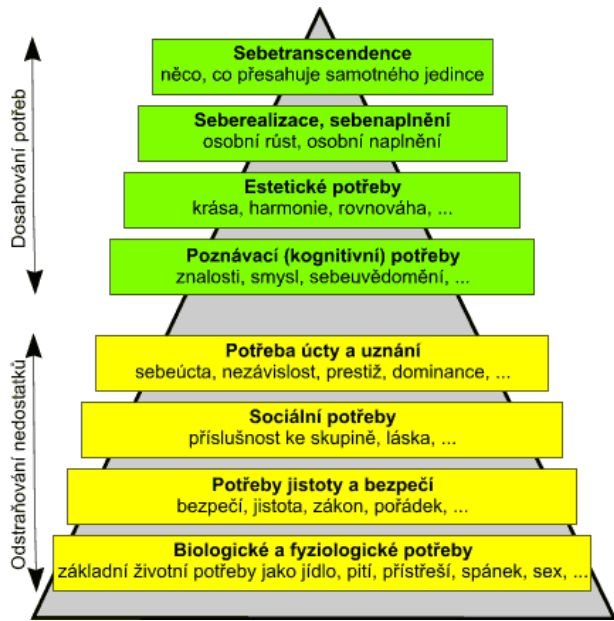 Sebetranscendence
něco, co přesahuje samotného jedince
Seberealizace, sebenaplnění
osobní růst, osobní naplnění
Estetické potřeby
krása, harmonie, rovnováha, ...
Poznávací (kognitivní) potřeby
znalosti, smysl, sebeuvědomění, ...
Dosahování potřeb
Potřeba úcty a uznání
sebeúcta, nezávislost, prestiž, dominance, ...
Sociální potřeby
příslušnost ke skupině, láska, ...
Potřeby jistoty a bezpečí
bezpečí, jistota, zákon, pořádek, ...
Biologické a fyziologické potřeby
základní životní potřeby jako jídlo, pití, přístřeší, spánek, sex, ...
Odstraňování nedostatků